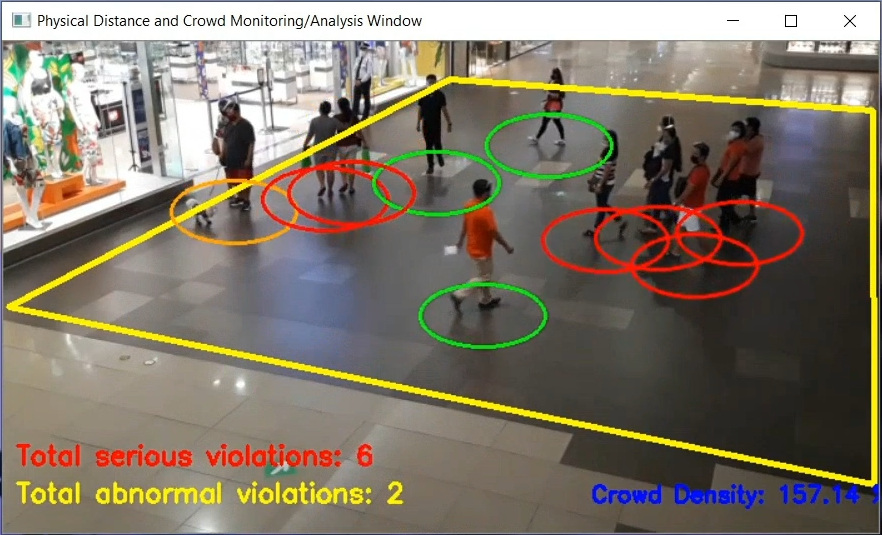 Physical Distance and Crowd Monitoring/Analysis Window
Total serious violations: 6
Total abnormal violations: 2
Crowd Density: 157.14